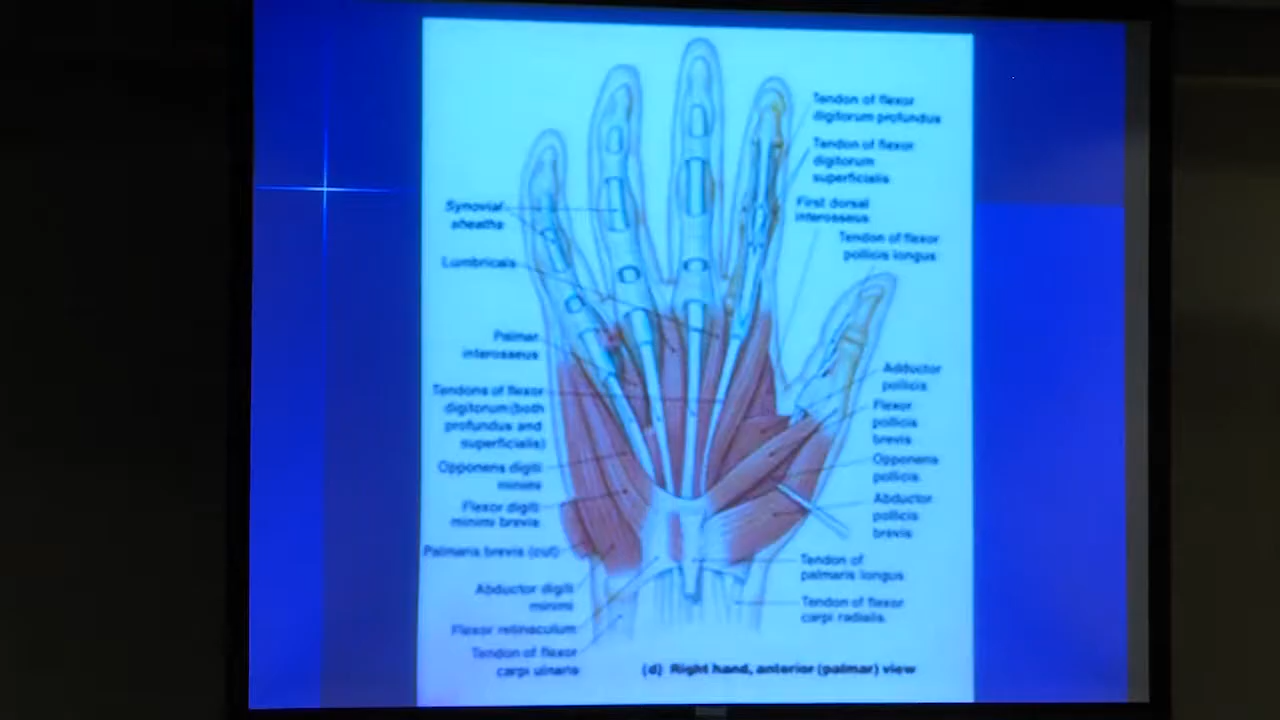 Tendon of flexor
digitorum profundus
Tendon of flexor
digitorum
superficialis
First dorsal
interosseus
Tendon of flexor
pollicis longus
Synovial
sheaths
Lumbricals
Palmar
interosseus
Tendons of flexor
digitorum (both
profundus and
superficialis)
Opponens digiti
minimi
Flexor digiti
minimi brevis
Palmaris brevis (cut)
Abductor digiti
minimi
Flexor retinaculum
Tendon of flexor
carpi ulnaris
Adductor
pollicis
Flexor
pollicis
brevis
Opponens
pollicis
Abductor
pollicis
brevis
Tendon of
palmaris longus
Tendon of flexor
carpi radialis
(d) Right hand, anterior (palmar) view